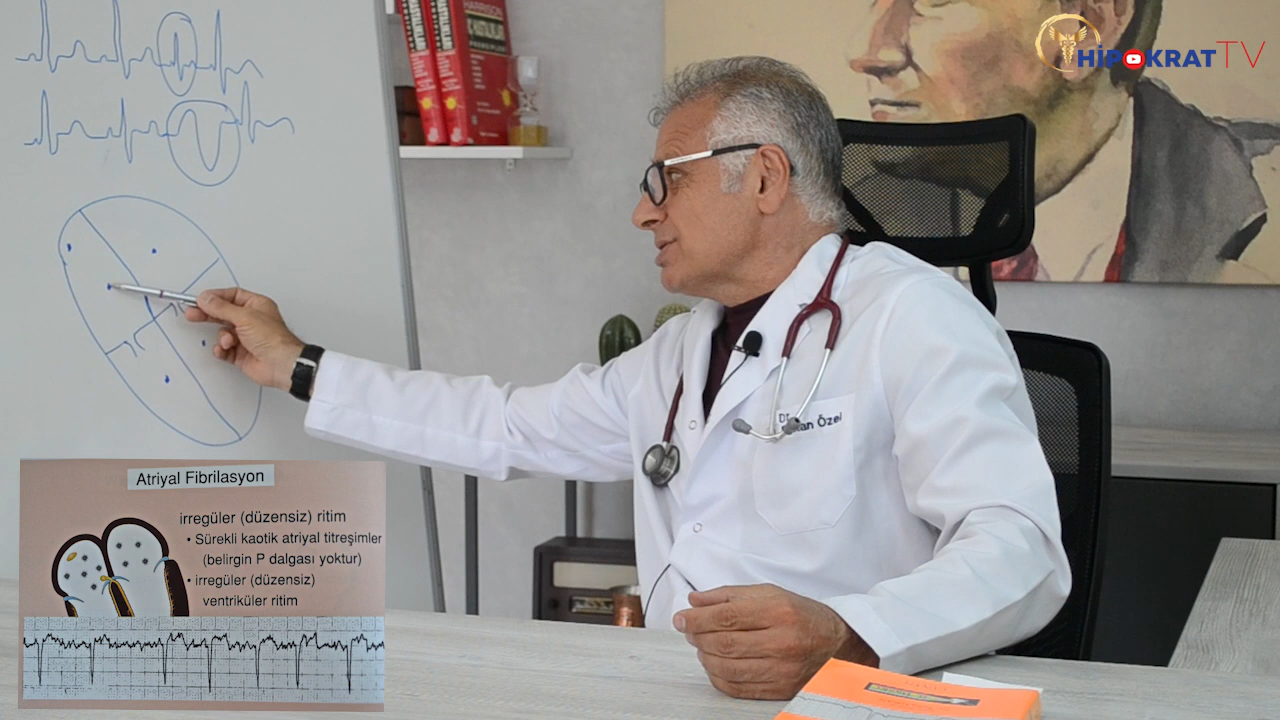 HARRISON
HİPOKRAT TV
Dr.
Özel
Atriyal Fibrilasyon
irregüler (düzensiz) ritim
• Sürekli kaotik atriyal titreşimler
(belirgin P dalgası yoktur)
• irregüler (düzensiz)
ventriküler ritim